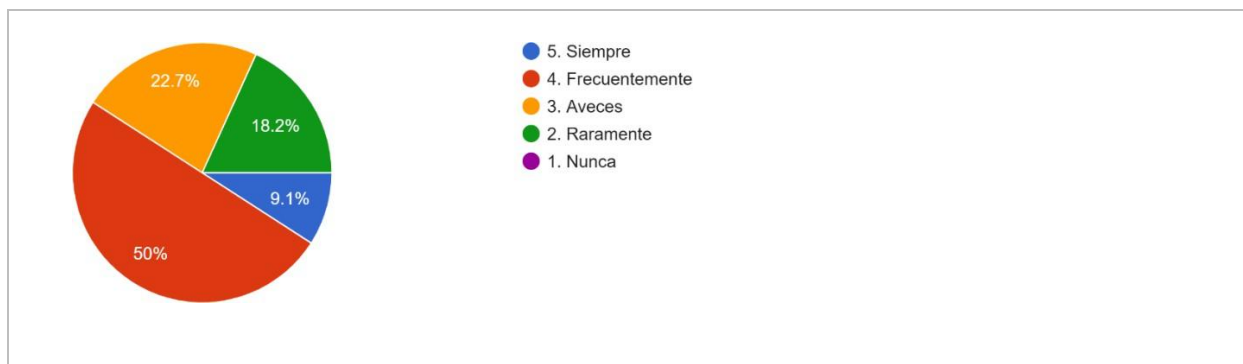 22.7%
18.2%
9.1%
50%
5. Siempre
4. Frecuentemente
3. Aveces
2. Raramente
1. Nunca